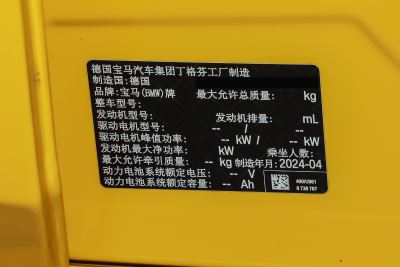 德国宝马汽车集团丁格芬工厂制造
制造国: 德国
品牌: 宝马(BMW)牌 最大允许总质量: kg
整车型号:
发动机型号: 发动机排量: mL
驱动电机型号: -- / --
驱动电机峰值功率: -- kW / -- kW
发动机最大净功率: kW 乘坐人数:
最大允许牵引质量: -- kg 制造年月: 2024-04
动力电池系统额定电压: -- V
动力电池系统额定容量: -- Ah
9 738 787